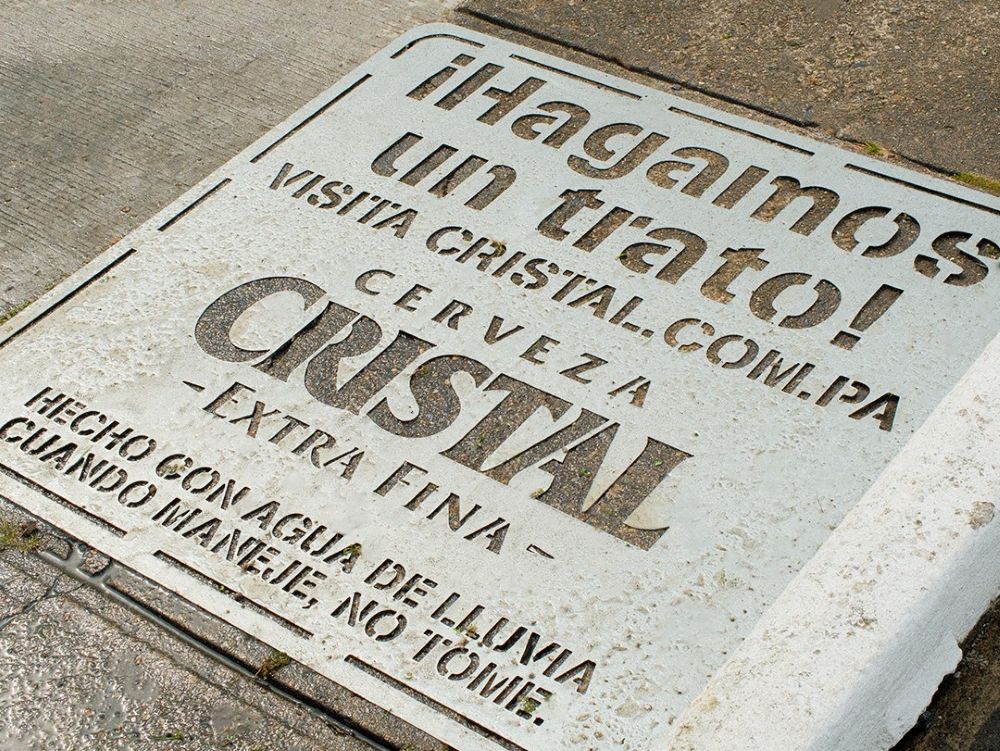 ¡Hagamos
un trato!
VISITA CRISTAL.COM.PA
CERVEZA
CRISTAL
- EXTRA FINA -
HECHO CON AGUA DE LLUVIA
CUANDO MANEJE, NO TOME.